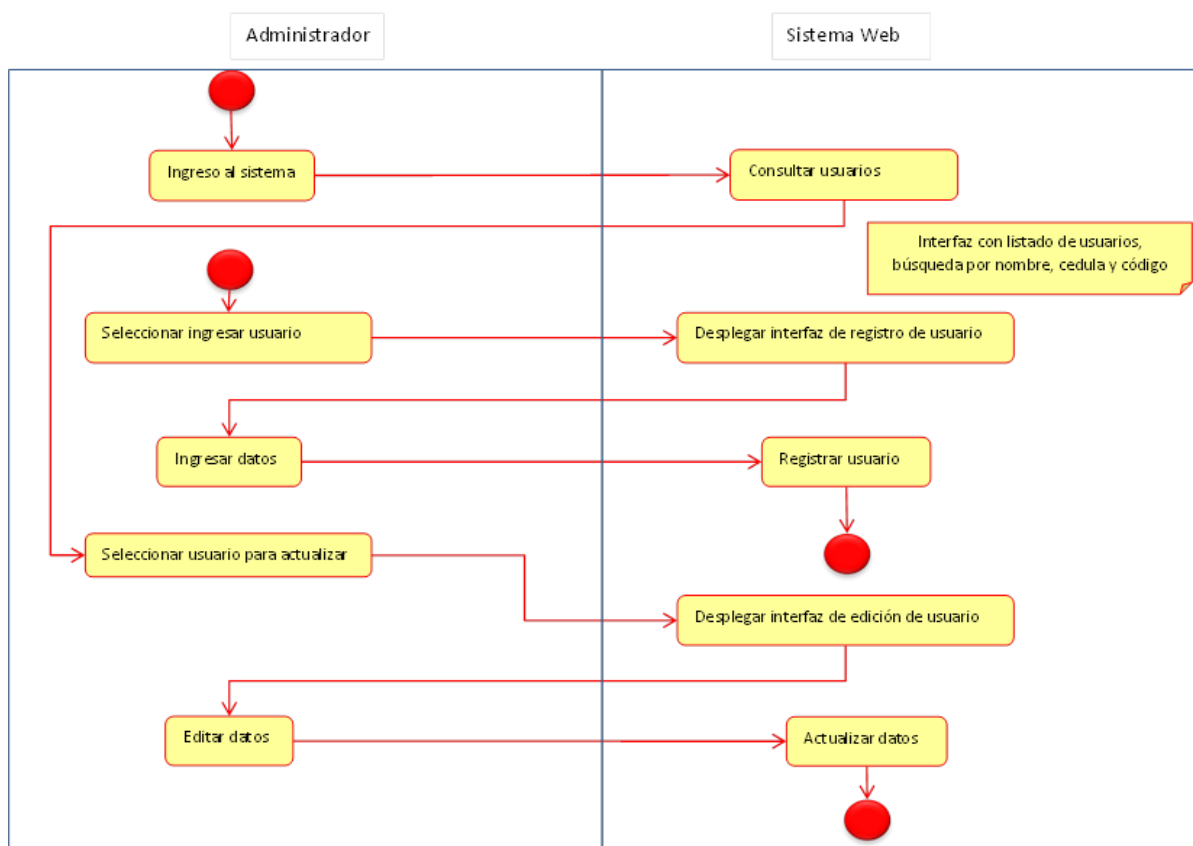 Administrador
Sistema Web
Ingreso al sistema
Consultar usuarios
Interfaz con listado de usuarios,
búsqueda por nombre, cedula y código
Seleccionar ingresar usuario
Desplegar interfaz de registro de usuario
Ingresar datos
Registrar usuario
Seleccionar usuario para actualizar
Desplegar interfaz de edición de usuario
Editar datos
Actualizar datos